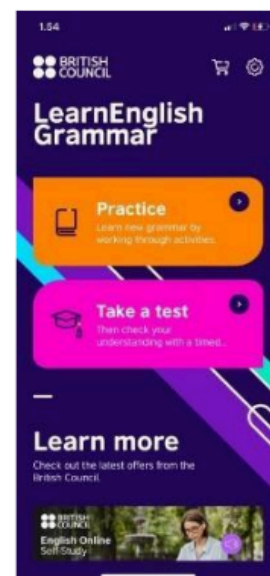 1.54
BRITISH
COUNCIL
LearnEnglish
Grammar
Practice
Learn new grammar by
working through activities.
Take a test
Then check your
understanding with a timed...
Learn more
Check out the latest offers from the
British Council.
BRITISH
COUNCIL
English Online
Self-Study